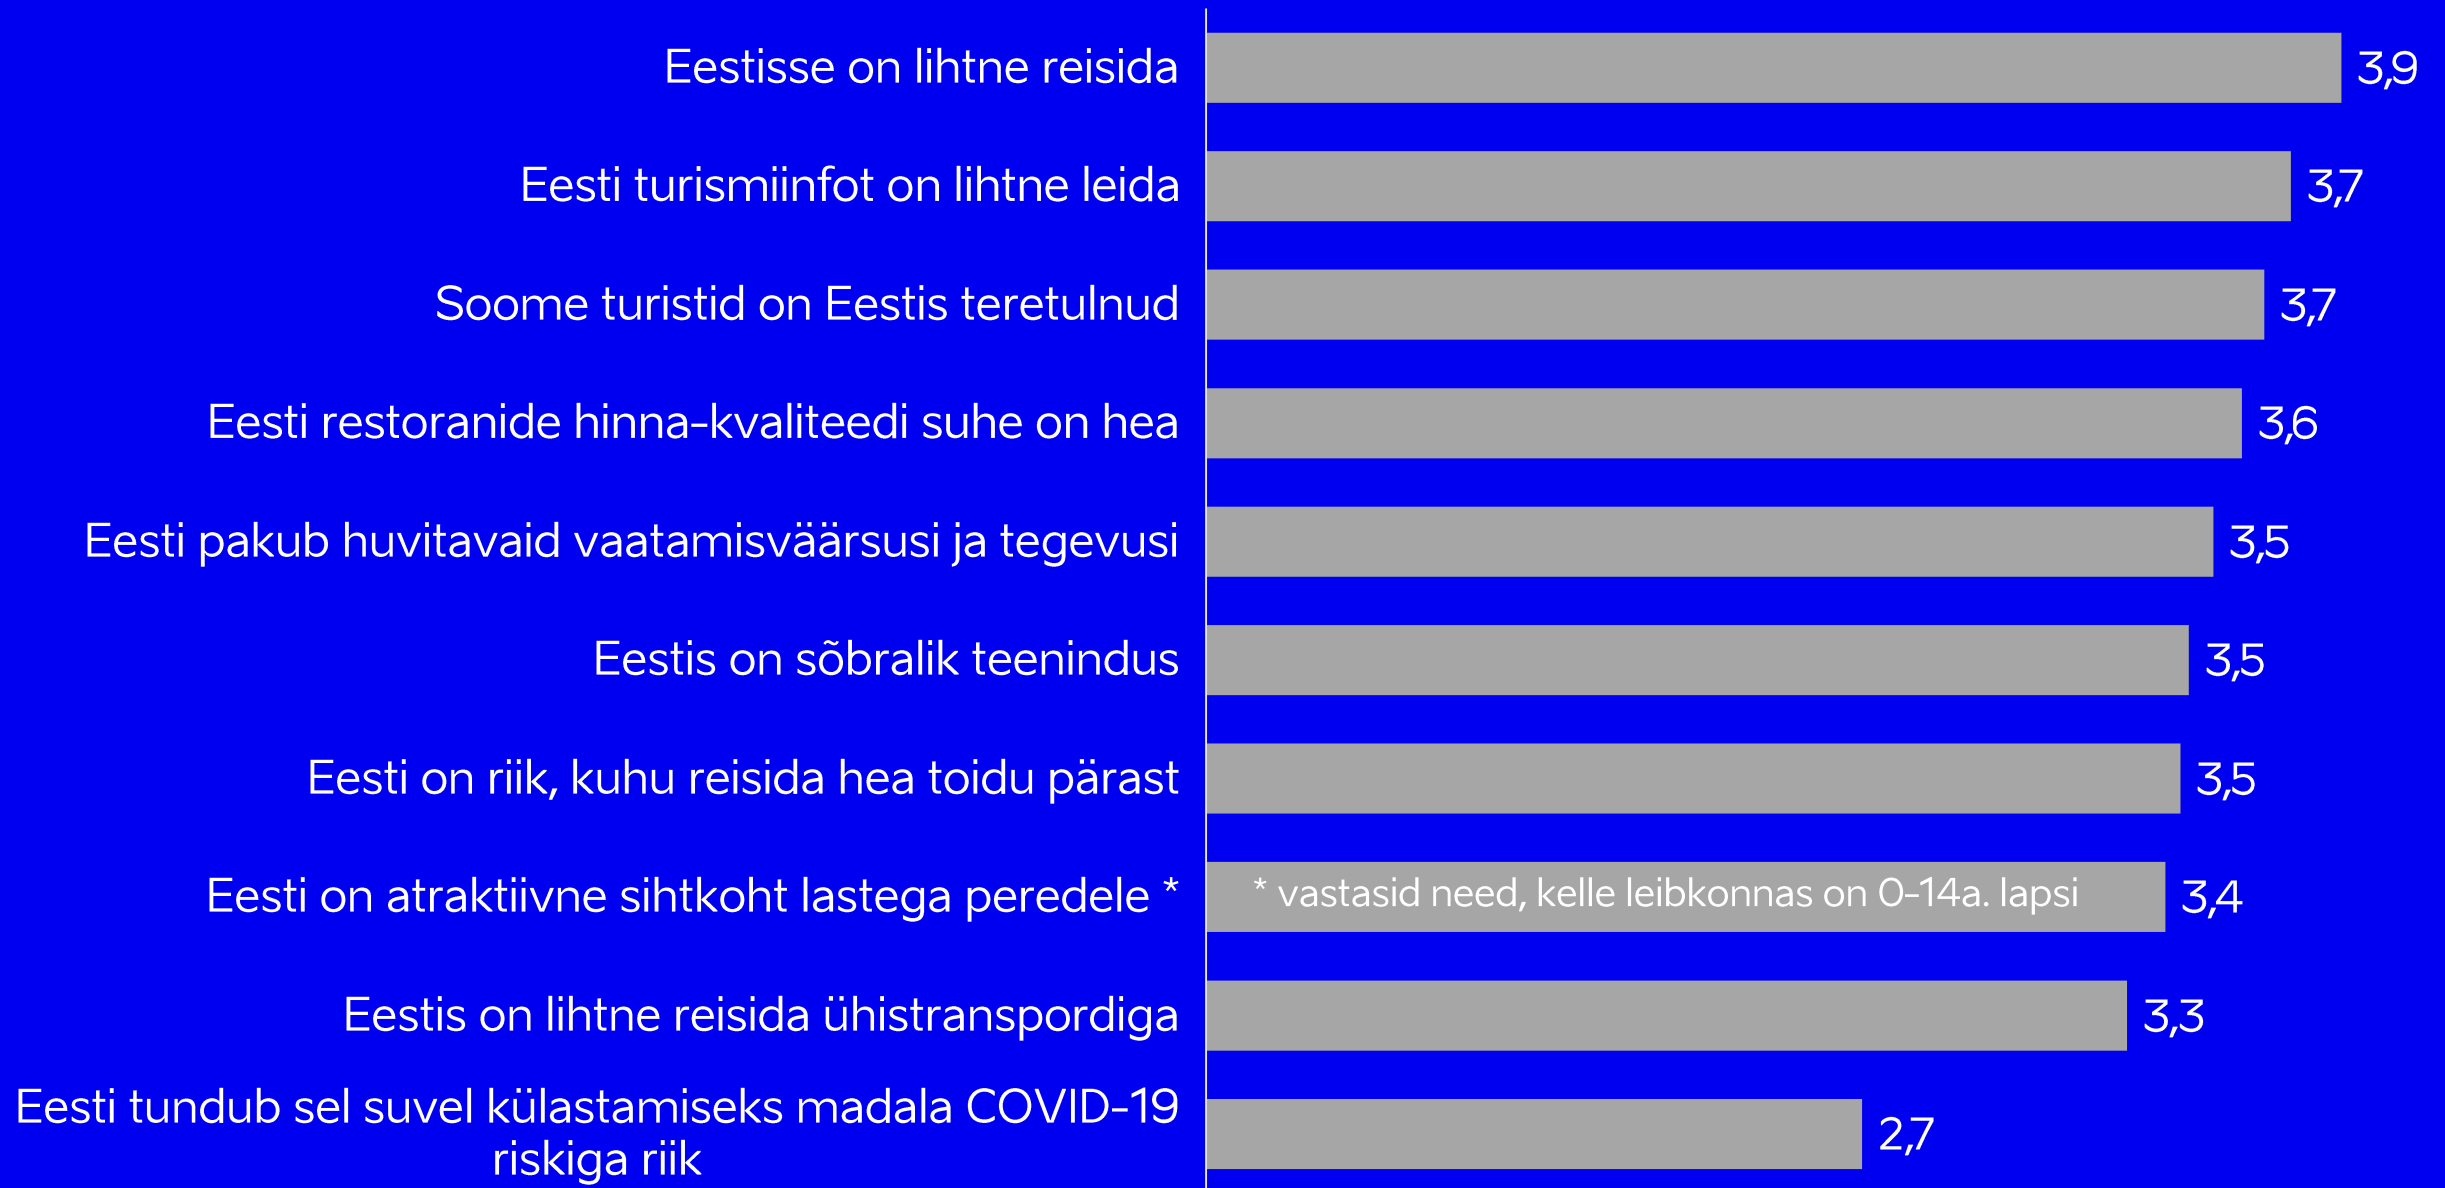 Eestisse on lihtne reisida 3,9
Eesti turismiinfot on lihtne leida 3,7
Soome turistid on Eestis teretulnud 3,7
Eesti restoranide hinna-kvaliteedi suhe on hea 3,6
Eesti pakub huvitavaid vaatamisväärsusi ja tegevusi 3,5
Eestis on sõbralik teenindus 3,5
Eesti on riik, kuhu reisida hea toidu pärast 3,5
Eesti on atraktiivne sihtkoht lastega peredele * * vastasid need, kelle leibkonnas on 0-14a. lapsi 3,4
Eestis on lihtne reisida ühistranspordiga 3,3
Eesti tundub sel suvel külastamiseks madala COVID-19
riskiga riik 2,7